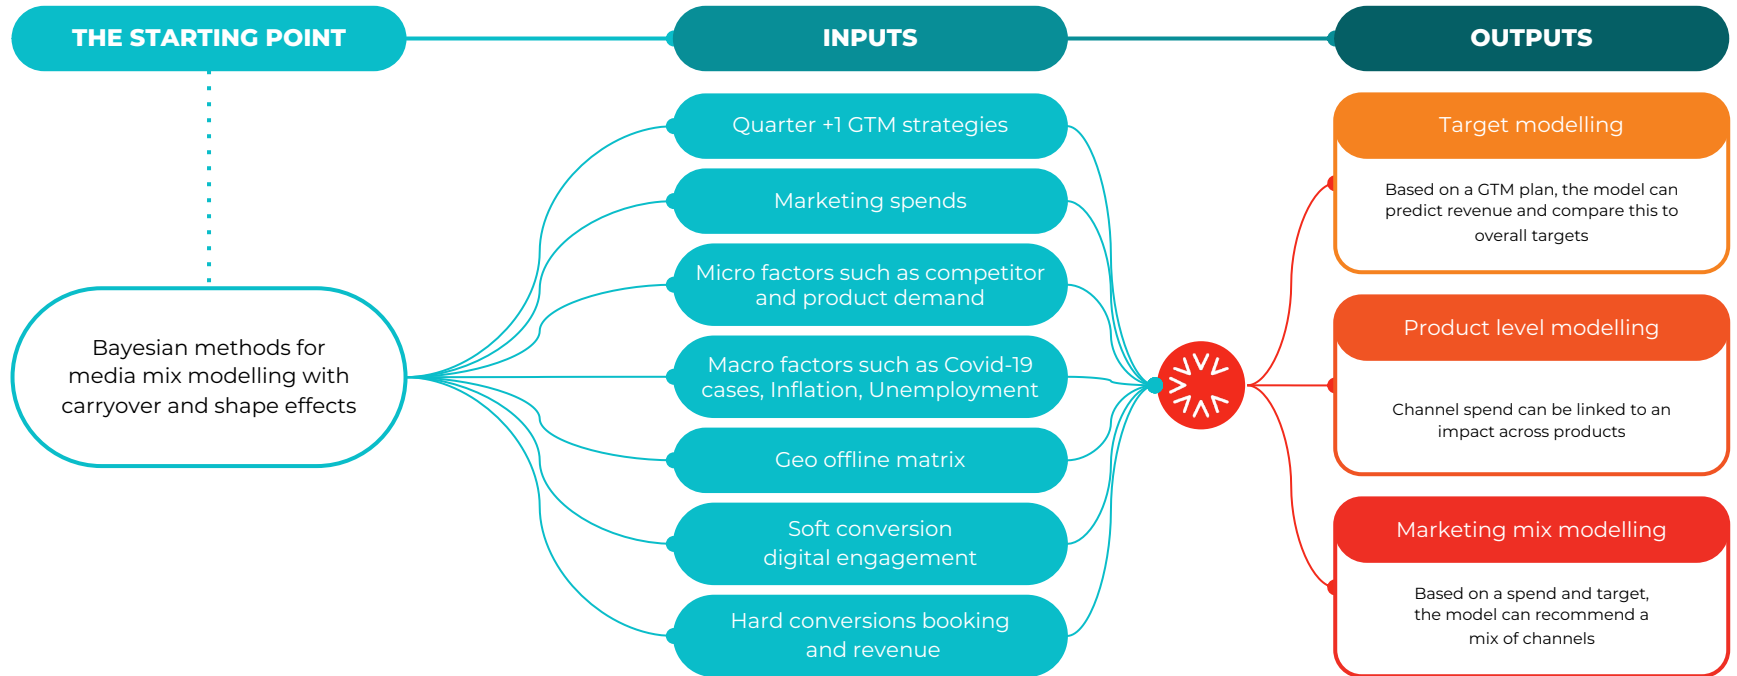 THE STARTING POINT
Bayesian methods for
media mix modelling with
carryover and shape effects
INPUTS
Quarter +1 GTM strategies
Marketing spends
Micro factors such as competitor
and product demand
Macro factors such as Covid-19
cases, Inflation, Unemployment
Geo offline matrix
Soft conversion
digital engagement
Hard conversions booking
and revenue
OUTPUTS
Target modelling
Based on a GTM plan, the model can
predict revenue and compare this to
overall targets
Product level modelling
Channel spend can be linked to an
impact across products
Marketing mix modelling
Based on a spend and target,
the model can recommend a
mix of channels